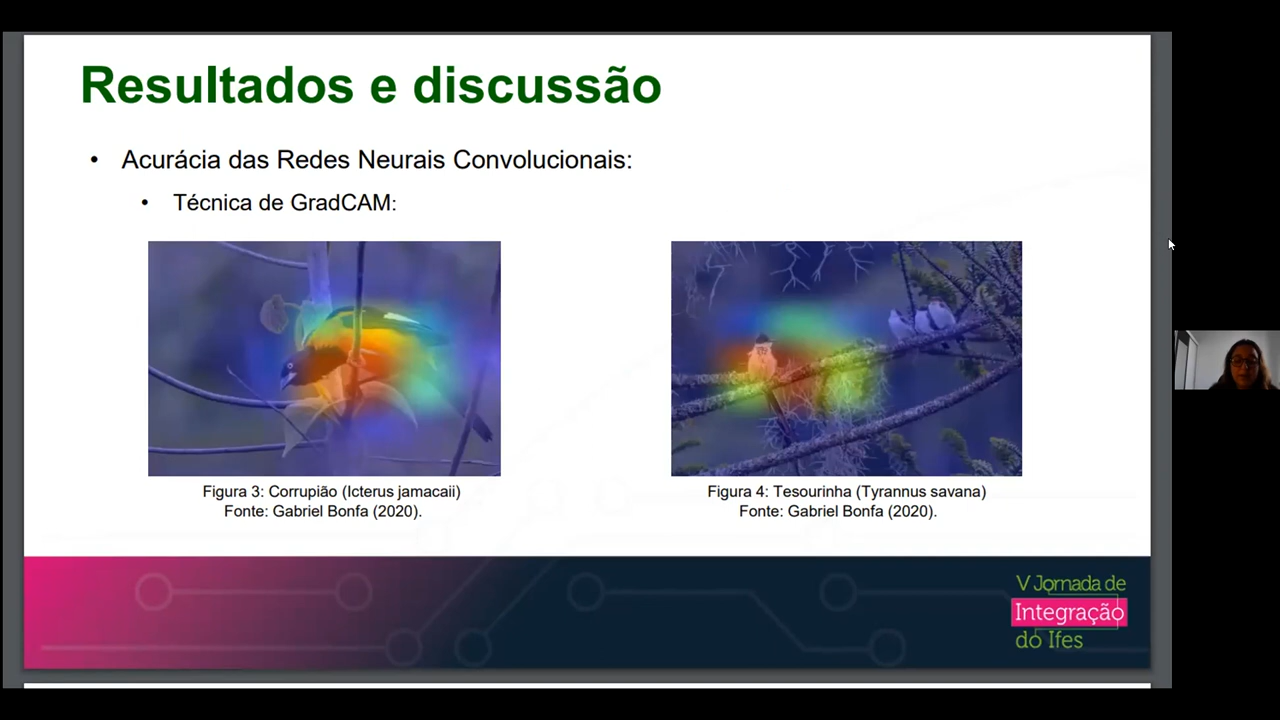 Resultados e discussão
• Acurácia das Redes Neurais Convolucionais:
• Técnica de GradCAM:
Figura 3: Corrupião (Icterus jamacaii)
Fonte: Gabriel Bonfa (2020).
Figura 4: Tesourinha (Tyrannus savana)
Fonte: Gabriel Bonfa (2020).
V Jornada de
Integração
do Ifes